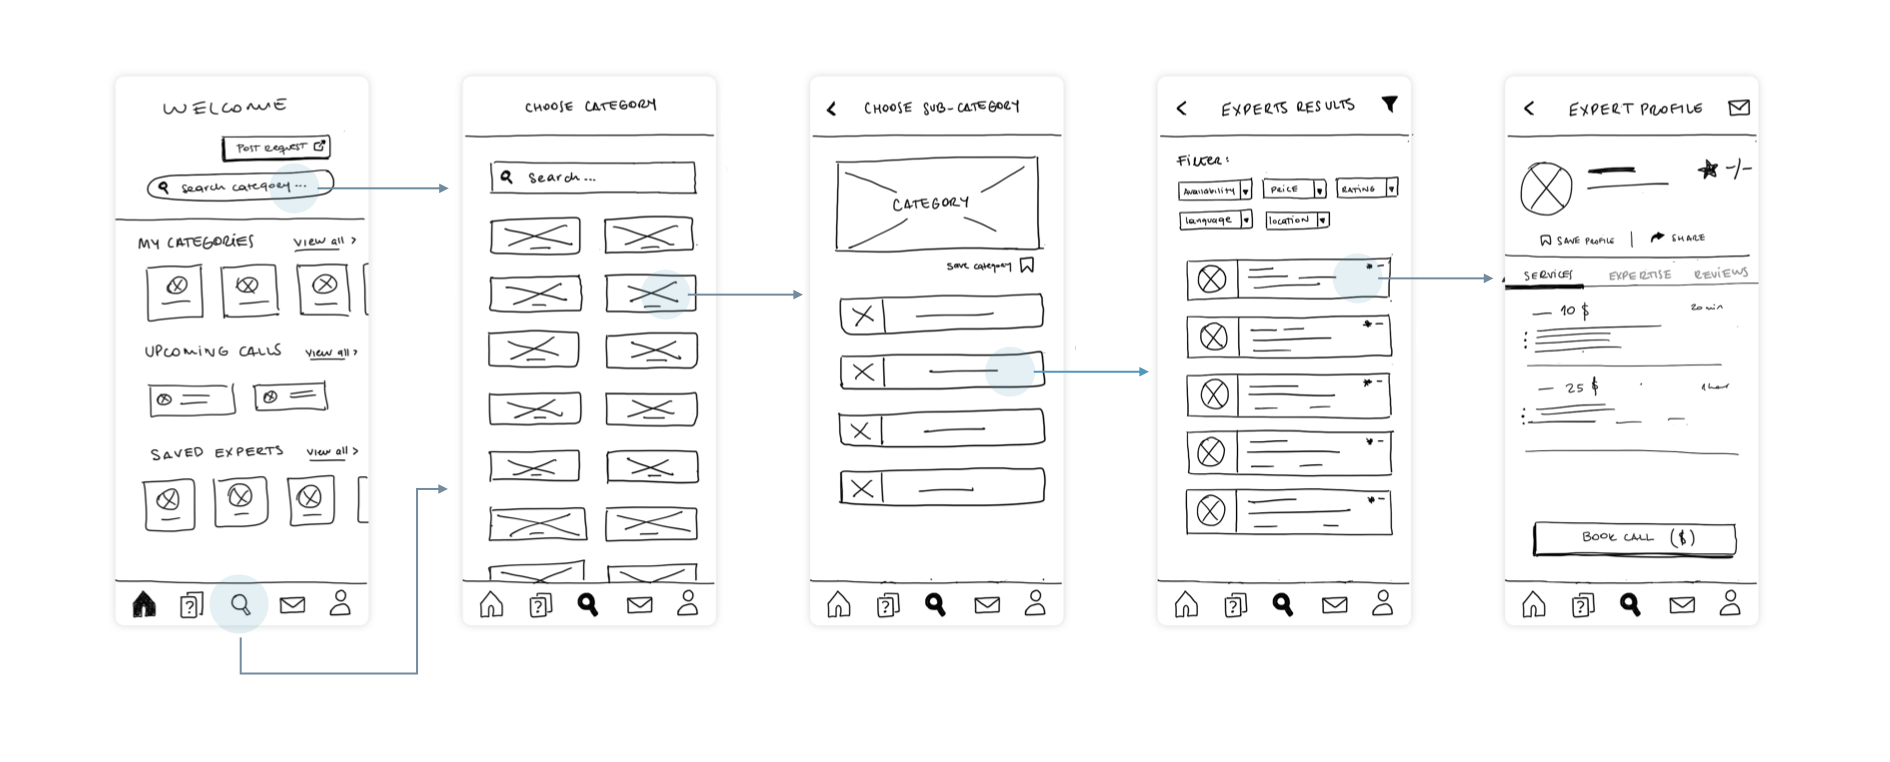 WELCOME
POST REQUEST
search category...
MY CATEGORIES
view all >
UPCOMING CALLS
view all >
SAVED EXPERTS
view all >
?
CHOOSE CATEGORY
Search...
?
< CHOOSE SUB-CATEGORY
CATEGORY
save category
?
< EXPERTS RESULTS
Filter:
Availability
PRICE
RATING
language
location
?
< EXPERT PROFILE
-/-
SAVE PROFILE | SHARE
SERVICES
EXPERTISE
REVIEWS
— 10 $
20 min
— 25 $
1 hour
BOOK CALL ($)
?